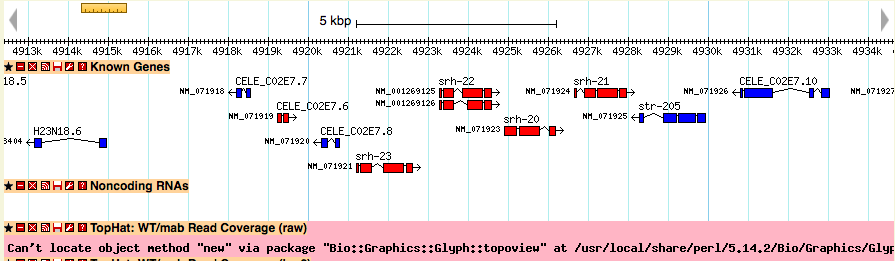 5 kbp
4913k 4914k 4915k 4916k 4917k 4918k 4919k 4920k 4921k 4922k 4923k 4924k 4925k 4926k 4927k 4928k 4929k 4930k 4931k 4932k 4933k 4934k
Known Genes
18.5 CELE_C02E7.7 srh-22 srh-21 CELE_C02E7.10
NM_071918 NM_001269125 NM_071924 NM_071926 NM_071927
CELE_C02E7.6 NM_001269126 str-205
NM_071919 srh-20 NM_071925
H23N18.6 CELE_C02E7.8 NM_071923
8404 NM_071920
srh-23
NM_071921
Noncoding RNAs
TopHat: WT/mab Read Coverage (raw)
Can't locate object method "new" via package "Bio::Graphics::Glyph::topoview" at /usr/local/share/perl/5.14.2/Bio/Graphics/Glyp